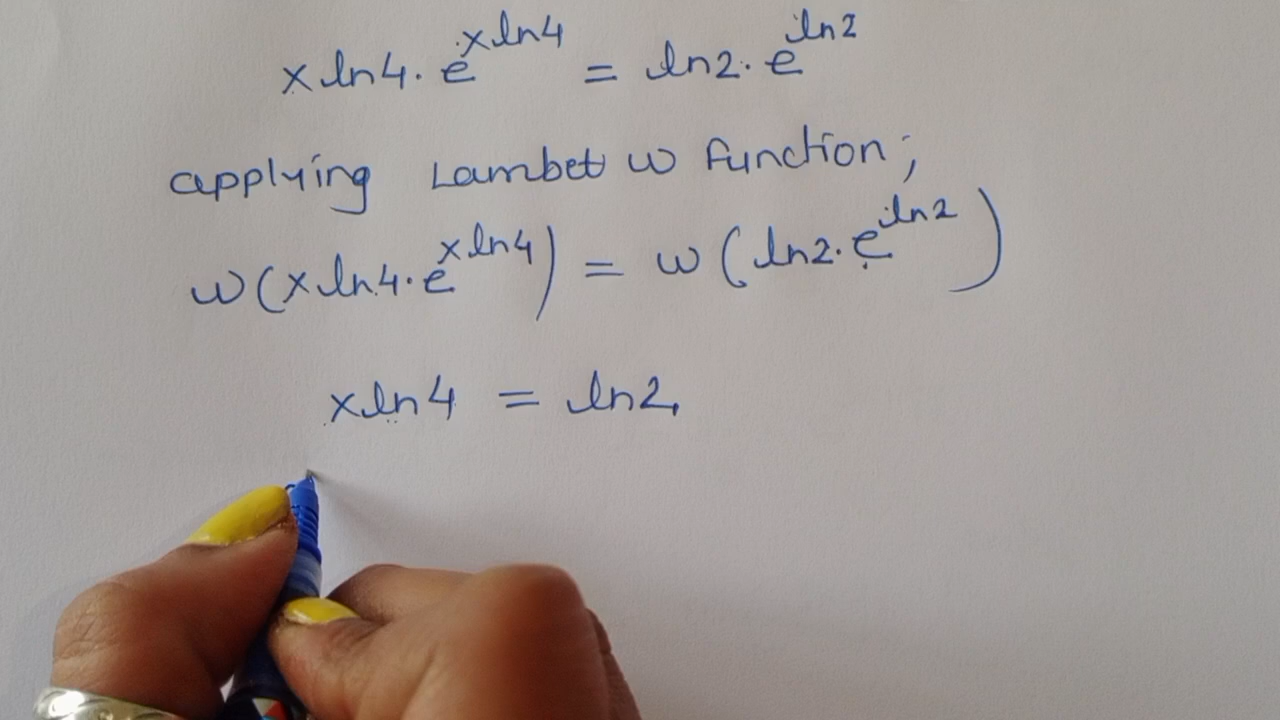 x ln4. e^{x ln4} = ln2. e^{ln2}
applying Lambet w function;
w(x ln4. e^{x ln4}) = w(ln2. e^{ln2})
x ln4 = ln2